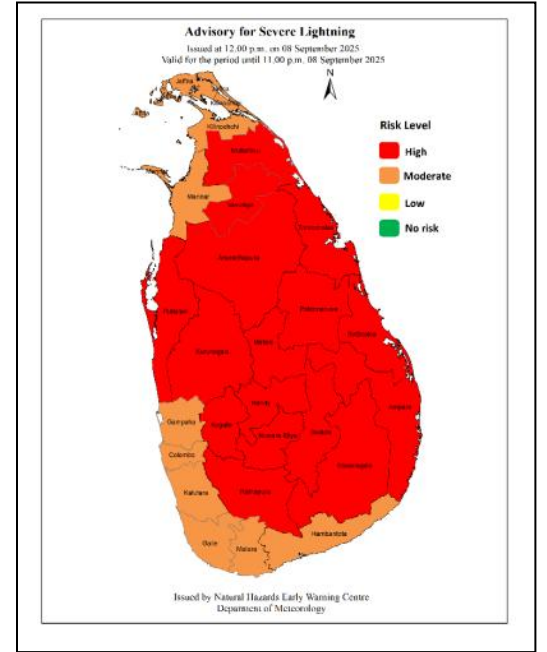 Advisory for Severe Lightning
Issued at 12.00 p.m. on 08 September 2025
Valid for the period until 11.00 p.m. 08 September 2025
N
Jaffna
Kilinochchi
Risk Level
High
Moderate
Low
No risk
Mannar
Anuradhapura
Puttalam
Polonnaruwa
Kurunegala
Matale
Batticaloa
Kandy
Ampara
Gampaha
Kegalle
Nuwara Eliya
Badulla
Colombo
Monaragala
Kalutara
Ratnapura
Hambantota
Galle
Matara
Issued by Natural Hazards Early Warning Centre
Department of Meteorology